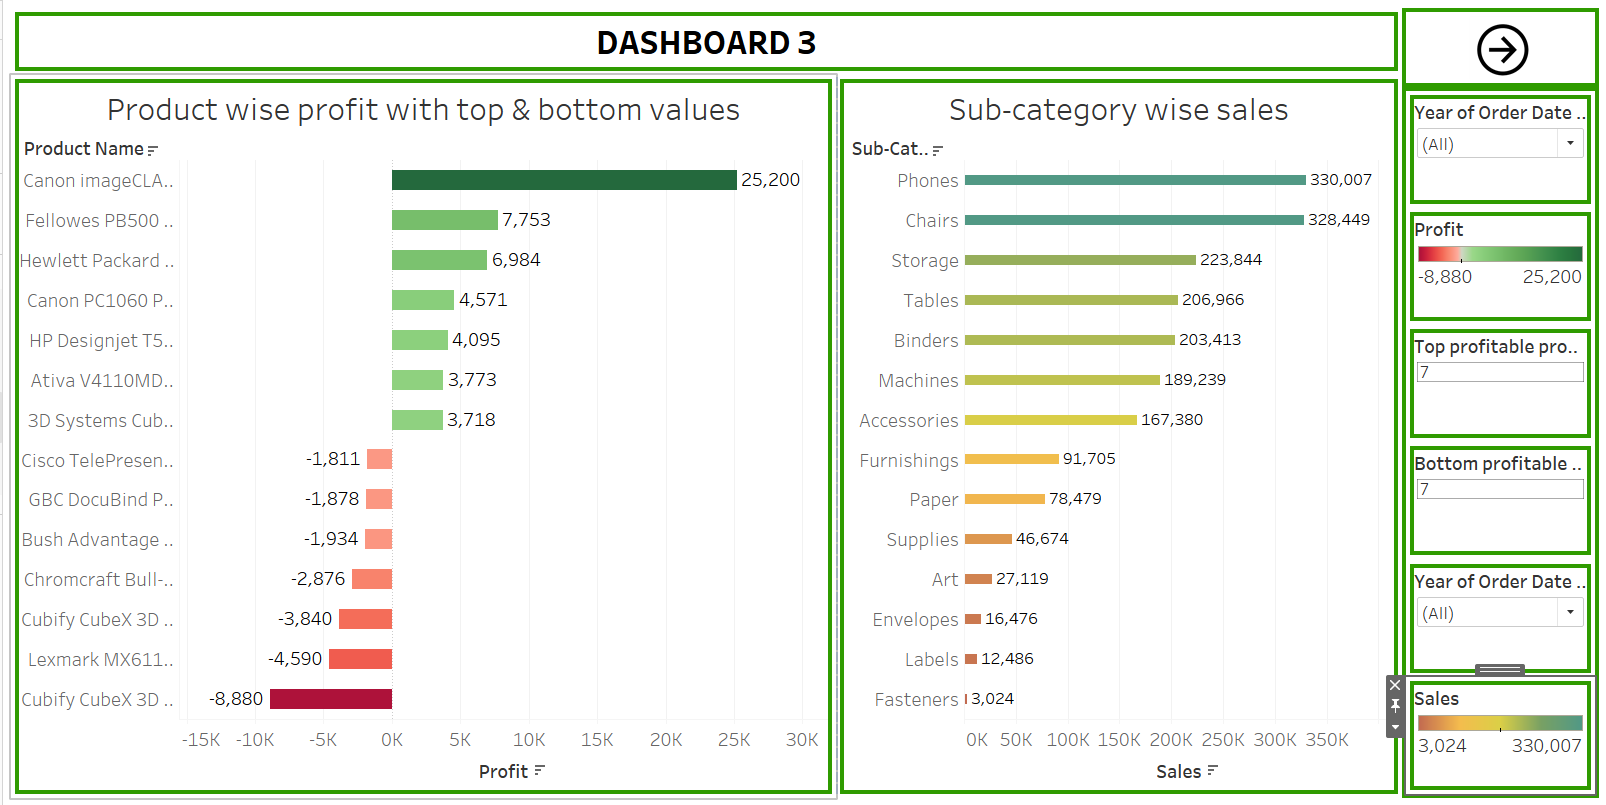 DASHBOARD 3
Product wise profit with top & bottom values
Product Name
Canon imageCLA.. 25,200
Fellowes PB500 .. 7,753
Hewlett Packard .. 6,984
Canon PC1060 P.. 4,571
HP Designjet T5.. 4,095
Ativa V4110MD.. 3,773
3D Systems Cub.. 3,718
Cisco TelePresen.. -1,811
GBC DocuBind P.. -1,878
Bush Advantage .. -1,934
Chromcraft Bull-.. -2,876
Cubify CubeX 3D .. -3,840
Lexmark MX611.. -4,590
Cubify CubeX 3D .. -8,880
-15K -10K -5K 0K 5K 10K 15K 20K 25K 30K
Profit
Sub-category wise sales
Sub-Cat..
Phones 330,007
Chairs 328,449
Storage 223,844
Tables 206,966
Binders 203,413
Machines 189,239
Accessories 167,380
Furnishings 91,705
Paper 78,479
Supplies 46,674
Art 27,119
Envelopes 16,476
Labels 12,486
Fasteners 3,024
0K 50K 100K 150K 200K 250K 300K 350K
Sales
Year of Order Date ..
(All)
Profit
-8,880 25,200
Top profitable pro..
7
Bottom profitable ..
7
Year of Order Date ..
(All)
Sales
3,024 330,007